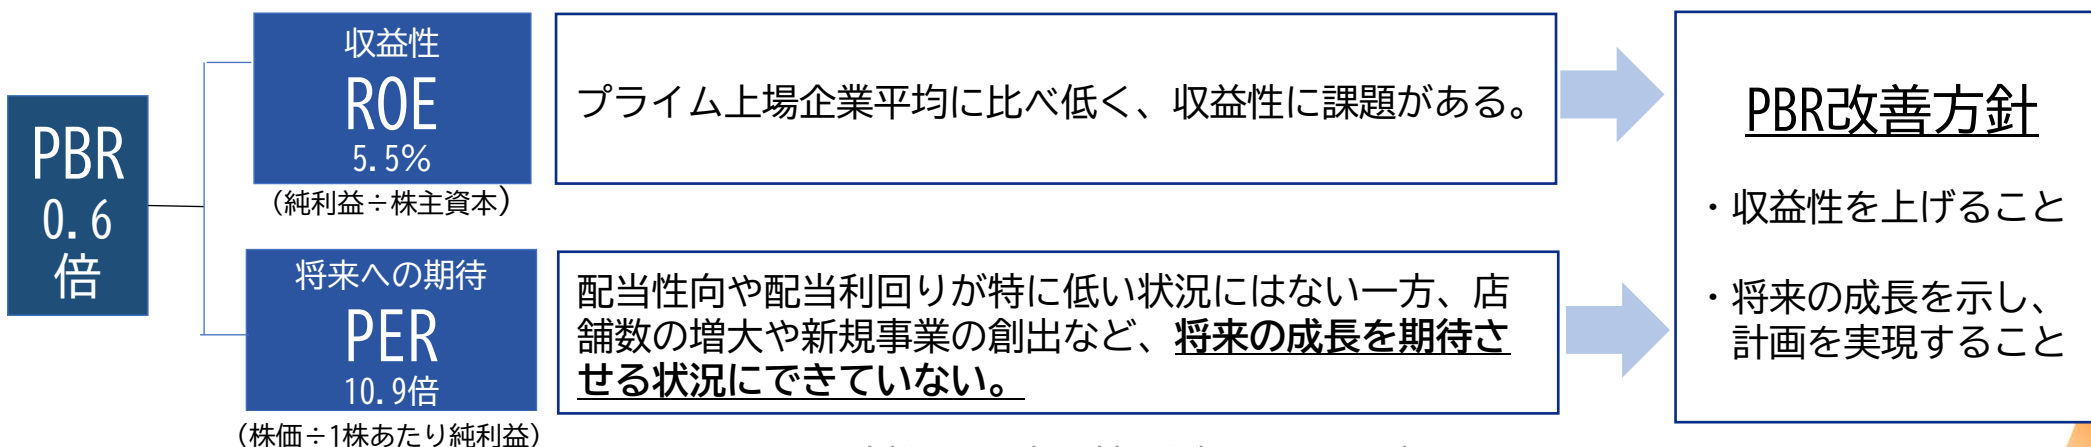 PBR
0.6
倍
収益性
ROE
5.5%
(純利益÷株主資本)
プライム上場企業平均に比べ低く、収益性に課題がある。
将来への期待
PER
10.9倍
(株価÷1株あたり純利益)
配当性向や配当利回りが特に低い状況にはない一方、店
舗数の増大や新規事業の創出など、将来の成長を期待さ
せる状況にできていない。
PBR改善方針
・収益性を上げること
・将来の成長を示し、
計画を実現すること